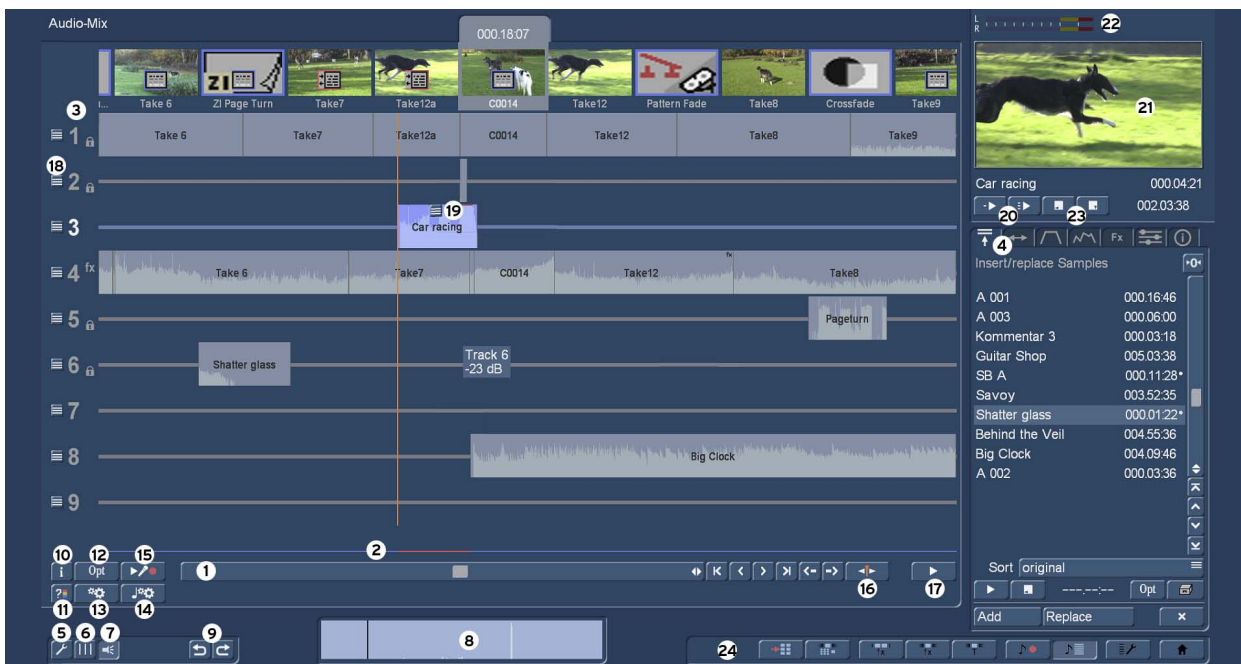 Audio-Mix
000.18:07
1...
Take 6
ZI
ZI Page Turn
Take7
Take12a
C0014
Take12
Pattern Fade
Take8
Crossfade
Take9
3
1
Take 6
Take7
Take12a
C0014
Take12
Take8
Take9
18
2
3
19
Car racing
4 fx
Take 6
Take7
C0014
Take12
fx
Take8
5
Pageturn
6
Shatter glass
Track 6
-23 dB
7
8
Big Clock
9
2
10
12
15
i
Opt
1
16
17
11
13
14
5
6
7
9
8
24
L
R
22
21
Car racing 000.04:21
20
23
002.03:38
4
Fx
Insert/replace Samples
0
A 001 000.16:46
A 003 000.06:00
Kommentar 3 000.03:18
Guitar Shop 005.03:38
SB A 000.11:28•
Savoy 003.52:35
Shatter glass 000.01:22•
Behind the Veil 004.55:36
Big Clock 004.09:46
A 002 000.03:36
Sort original
---.--:--
Opt
Add
Replace
×